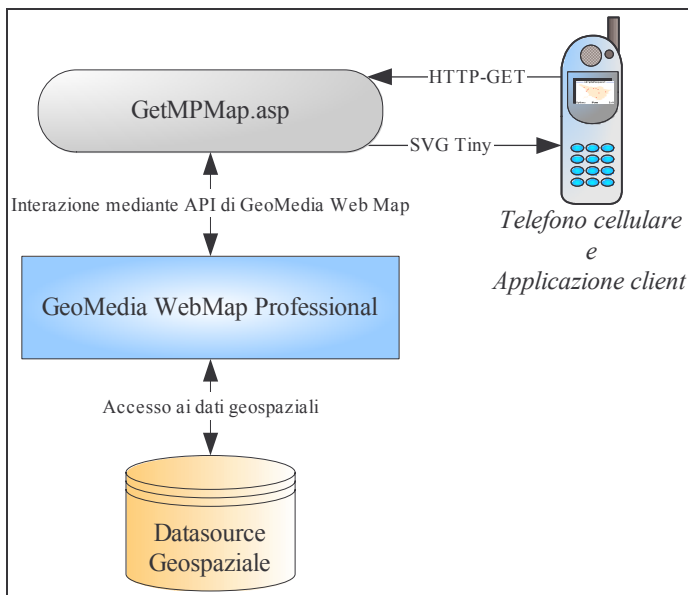 HTTP-GET
GetMPMap.asp
SVG Tiny
Interazione mediante API di GeoMedia Web Map
Telefono cellulare
e
Applicazione client
GeoMedia WebMap Professional
Accesso ai dati geospaziali
Datasource
Geospaziale